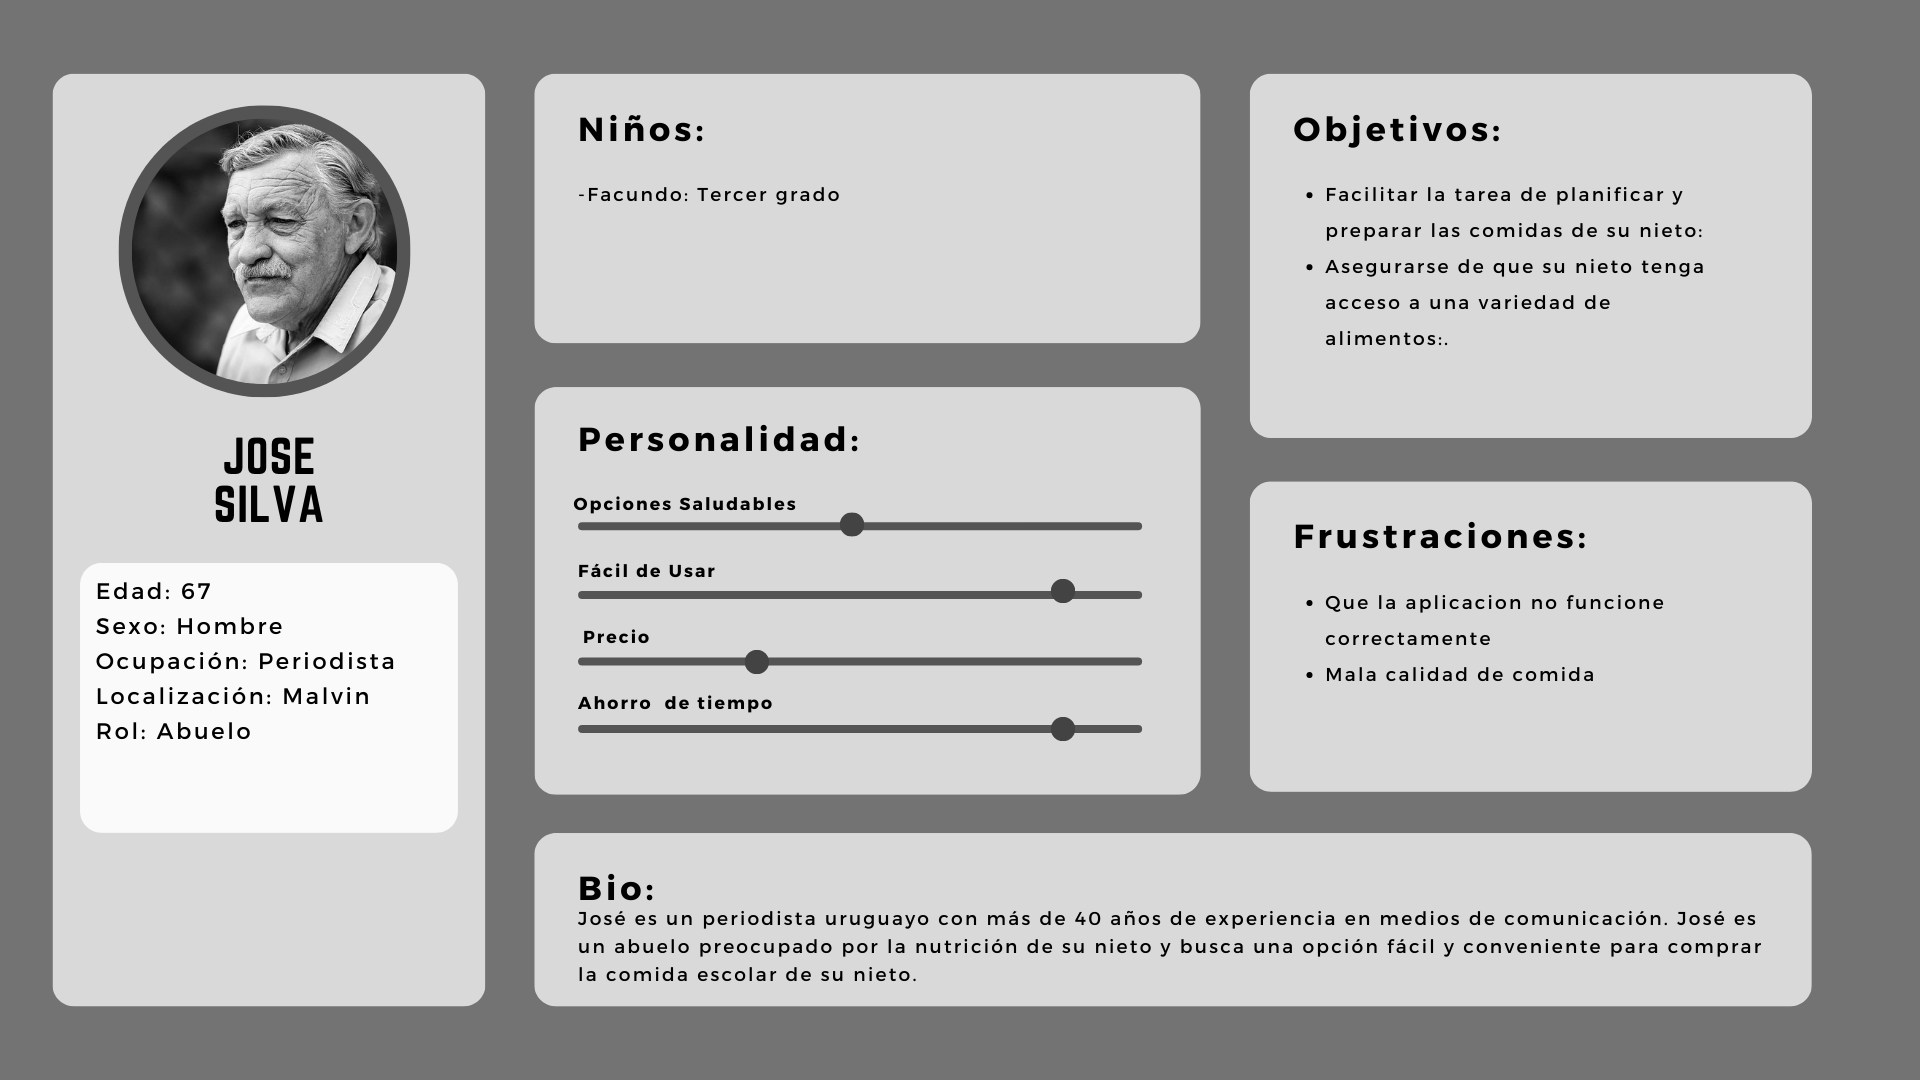 JOSE
SILVA
Edad: 67
Sexo: Hombre
Ocupación: Periodista
Localización: Malvin
Rol: Abuelo
Niños:
-Facundo: Tercer grado
Personalidad:
Opciones Saludables
Fácil de Usar
Precio
Ahorro  de tiempo
Objetivos:
• Facilitar la tarea de planificar y
preparar las comidas de su nieto:
• Asegurarse de que su nieto tenga
acceso a una variedad de
alimentos:.
Frustraciones:
• Que la aplicacion no funcione
correctamente
• Mala calidad de comida
Bio:
José es un periodista uruguayo con más de 40 años de experiencia en medios de comunicación. José es
un abuelo preocupado por la nutrición de su nieto y busca una opción fácil y conveniente para comprar
la comida escolar de su nieto.